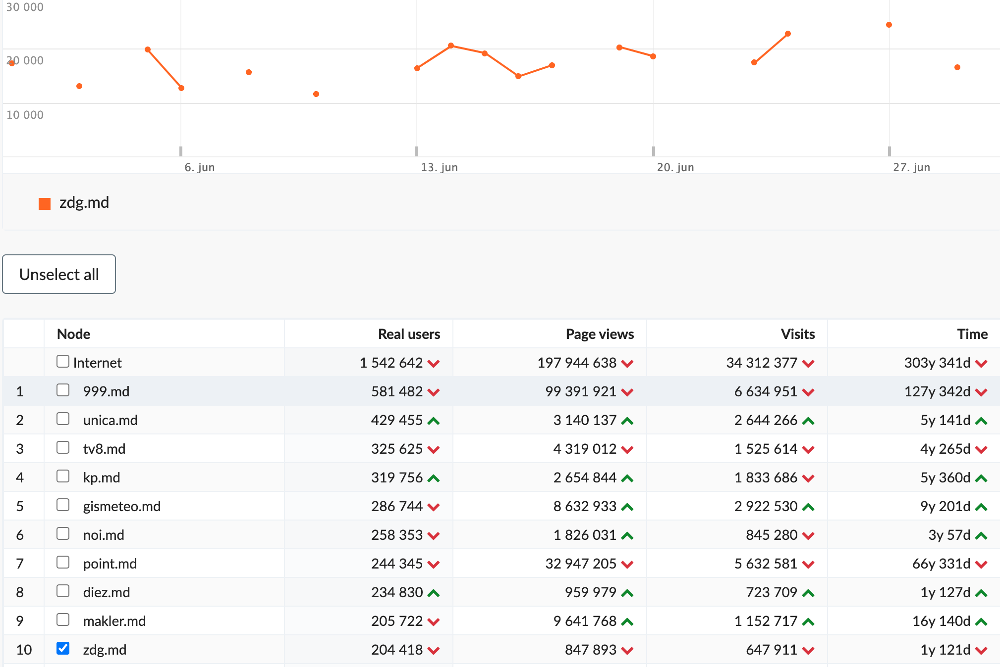 30 000
20 000
10 000
6. jun 13. jun 20. jun 27. jun
zdg.md
Unselect all
Node Real users Page views Visits Time
Internet 1 542 642 197 944 638 34 312 377 303y 341d
1 999.md 581 482 99 391 921 6 634 951 127y 342d
2 unica.md 429 455 3 140 137 2 644 266 5y 141d
3 tv8.md 325 625 4 319 012 1 525 614 4y 265d
4 kp.md 319 756 2 654 844 1 833 686 5y 360d
5 gismeteo.md 286 744 8 632 933 2 922 530 9y 201d
6 noi.md 258 353 1 826 031 845 280 3y 57d
7 point.md 244 345 32 947 205 5 632 581 66y 331d
8 diez.md 234 830 959 979 723 709 1y 127d
9 makler.md 205 722 9 641 768 1 152 717 16y 140d
10 zdg.md 204 418 847 893 647 911 1y 121d